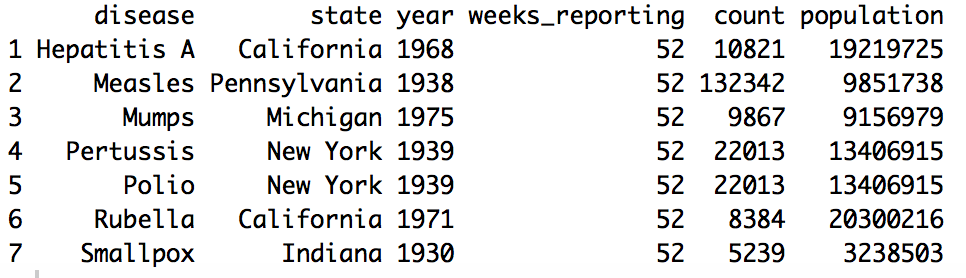 disease state year weeks_reporting count population
1 Hepatitis A California 1968 52 10821 19219725
2 Measles Pennsylvania 1938 52 132342 9851738
3 Mumps Michigan 1975 52 9867 9156979
4 Pertussis New York 1939 52 22013 13406915
5 Polio New York 1939 52 22013 13406915
6 Rubella California 1971 52 8384 20300216
7 Smallpox Indiana 1930 52 5239 3238503